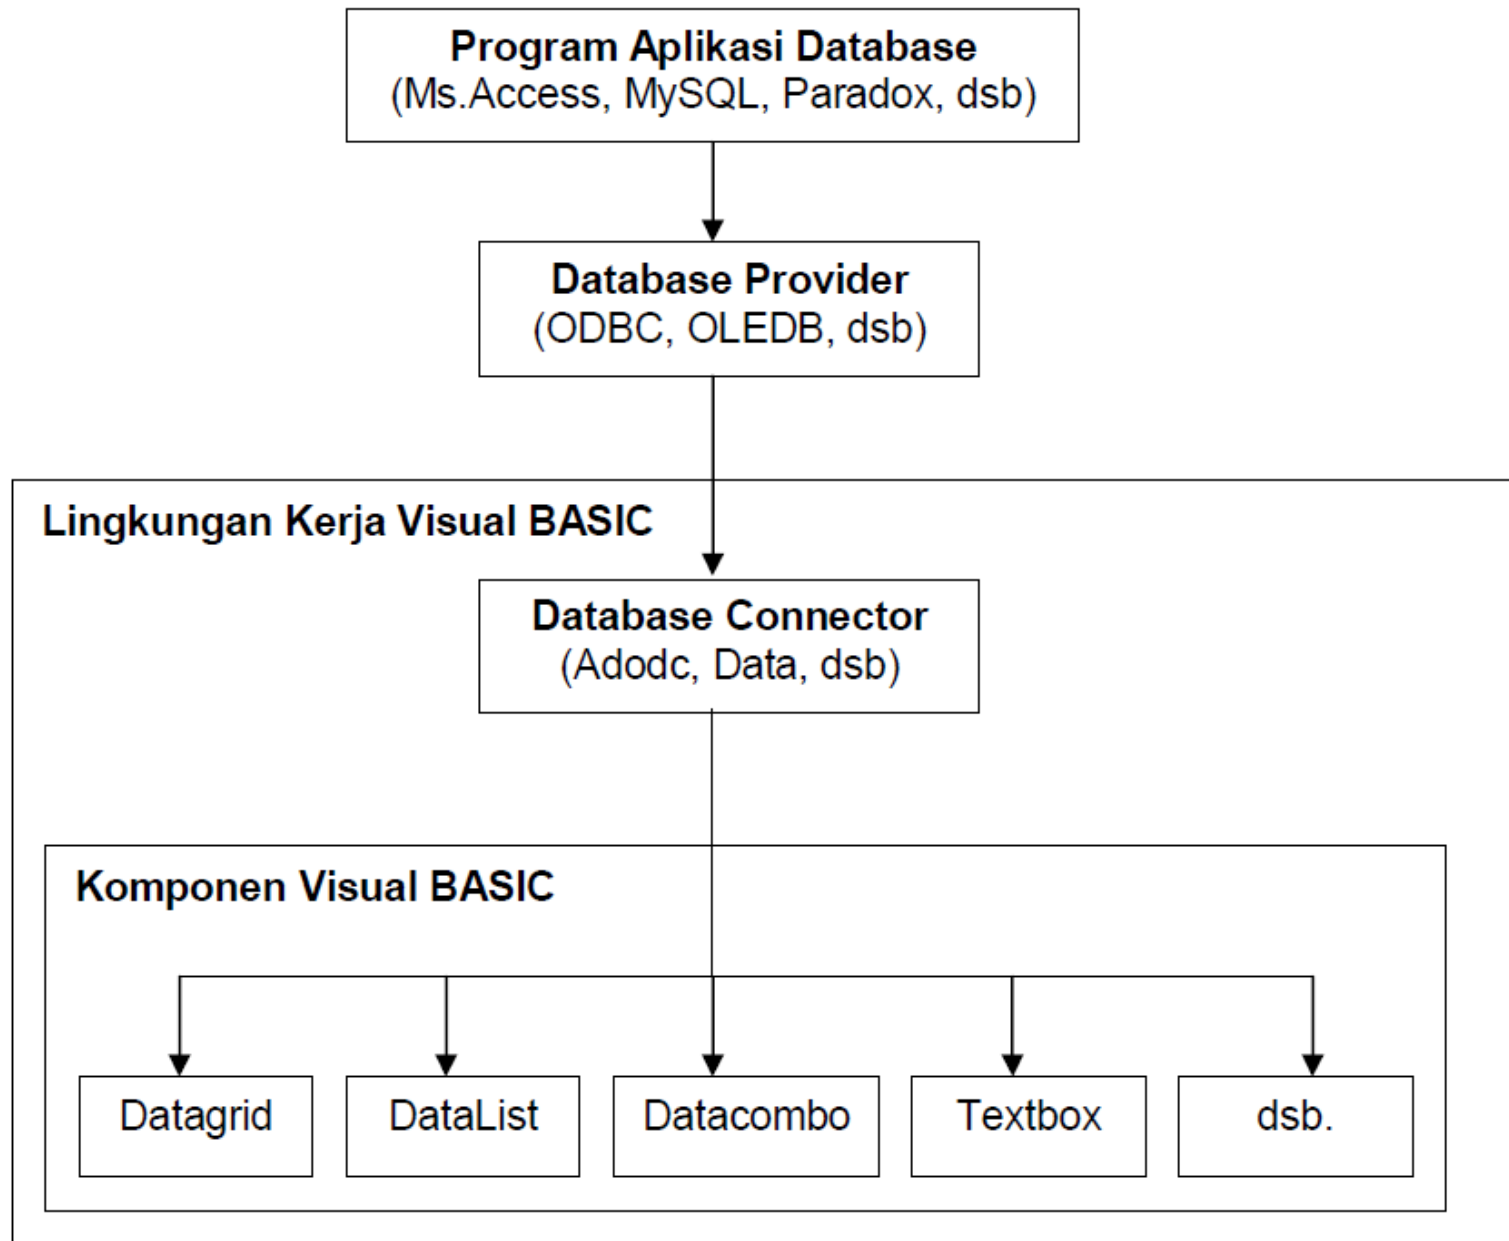 Program Aplikasi Database
(Ms.Access, MySQL, Paradox, dsb)
Database Provider
(ODBC, OLEDB, dsb)
Lingkungan Kerja Visual BASIC
Database Connector
(Adodc, Data, dsb)
Komponen Visual BASIC
Datagrid
DataList
Datacombo
Textbox
dsb.